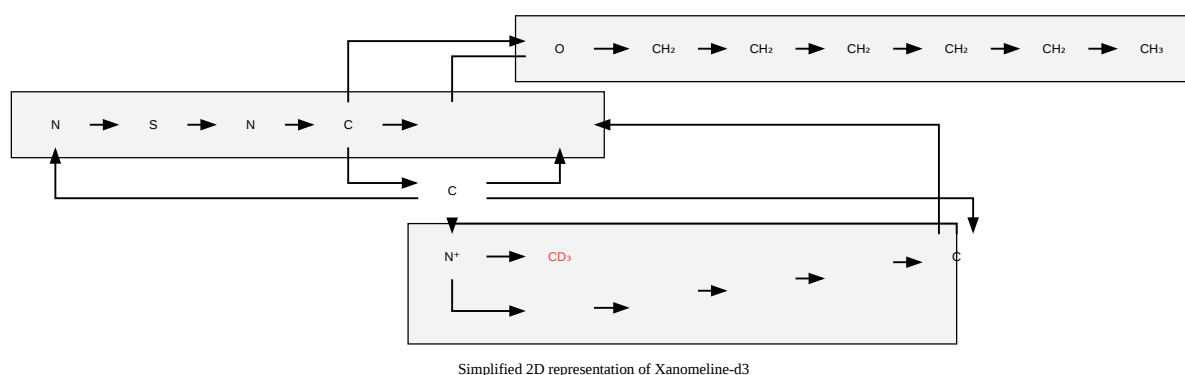 O CH₂ CH₂ CH₂ CH₂ CH₂ CH₃
N S N C
C
N⁺ CD₃ C
Simplified 2D representation of Xanomeline-d3